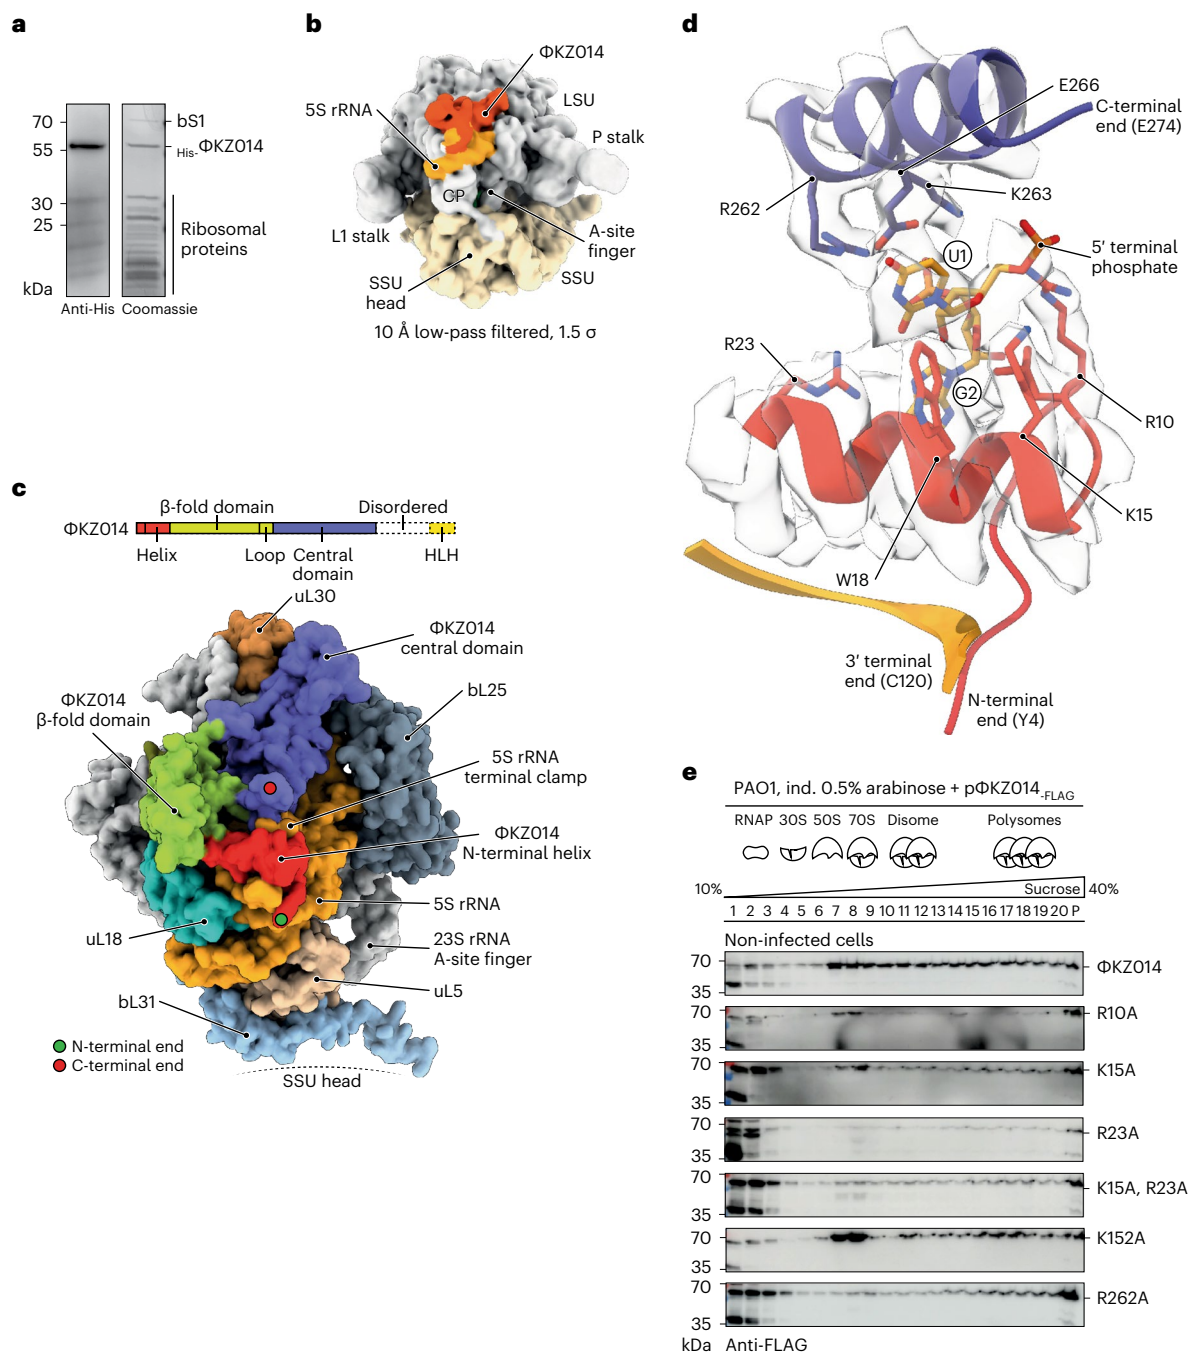 a
70
55
30
25
kDa
bS1
His-ΦKZ014
Ribosomal
proteins
Anti-His
Coomassie
b
ΦKZ014
5S rRNA
LSU
P stalk
CP
L1 stalk
A-site
finger
SSU
head
SSU
10 Å low-pass filtered, 1.5 σ
c
β-fold domain
Disordered
ΦKZ014
Helix
Loop
Central
domain
HLH
uL30
ΦKZ014
central domain
bL25
ΦKZ014
β-fold domain
5S rRNA
terminal clamp
ΦKZ014
N-terminal helix
5S rRNA
uL18
23S rRNA
A-site finger
uL5
bL31
N-terminal end
C-terminal end
SSU head
d
E266
C-terminal
end (E274)
R262
K263
U1
5′ terminal
phosphate
R23
G2
R10
K15
W18
3′ terminal
end (C120)
N-terminal
end (Y4)
e
PAO1, ind. 0.5% arabinose + pΦKZ014-FLAG
RNAP 30S 50S 70S Disome Polysomes
10% Sucrose 40%
1 2 3 4 5 6 7 8 9 10 11 12 13 14 15 16 17 18 19 20 P
Non-infected cells
70
35
ΦKZ014
70
35
R10A
70
35
K15A
70
35
R23A
70
35
K15A, R23A
70
35
K152A
70
35
R262A
kDa Anti-FLAG